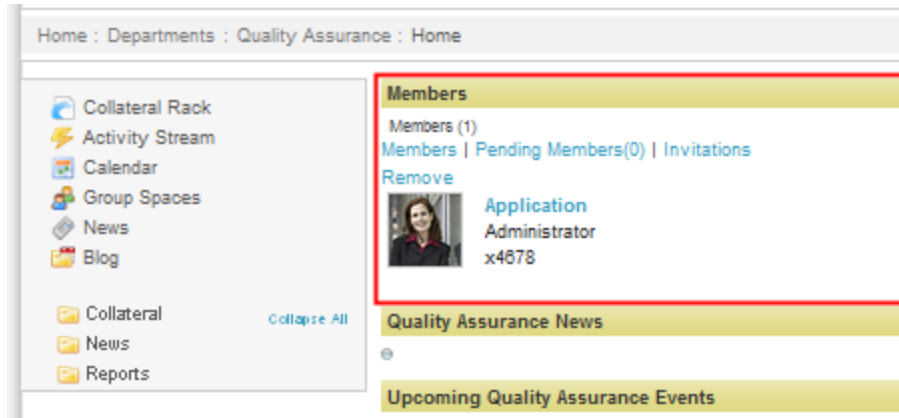 Home : Departments : Quality Assurance : Home
Collateral Rack
Activity Stream
Calendar
Group Spaces
News
Blog
Collateral
Collapse All
News
Reports
Members
Members (1)
Members | Pending Members(0) | Invitations
Remove
Application
Administrator
x4678
Quality Assurance News
Upcoming Quality Assurance Events